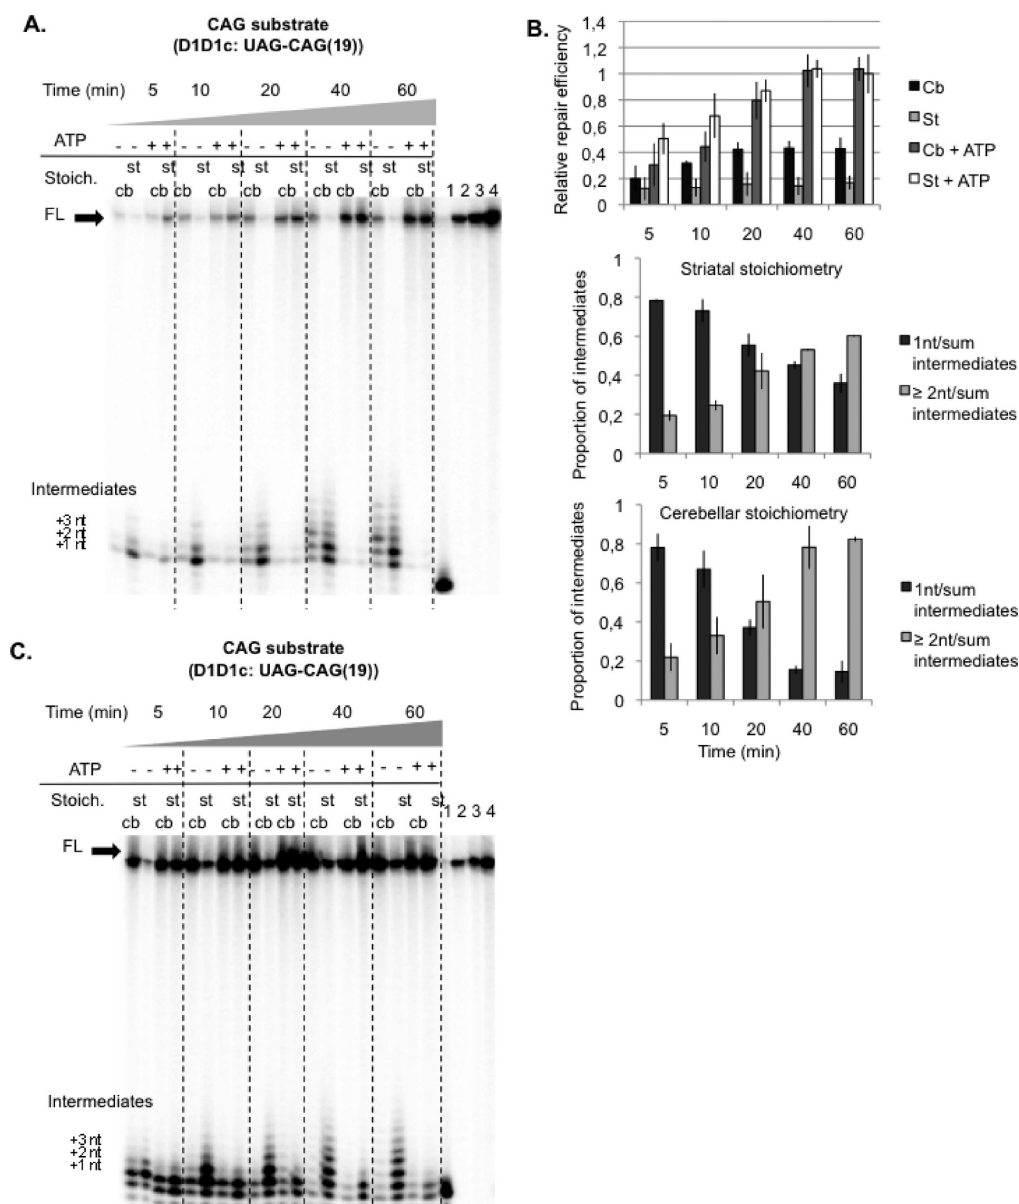 A.
CAG substrate
(D1D1c: UAG-CAG(19))
Time (min) 5 10 20 40 60
ATP - - + + - - + + - - + + - - + + - - + +
st st st st st st st st st st
Stoich.
cb cb cb cb cb cb cb cb cb cb 1 2 3 4
FL
Intermediates
+3 nt
+2 nt
+1 nt
B.
Relative repair efficiency
1,4
1,2
1
0,8
0,6
0,4
0,2
0
5 10 20 40 60
Cb
St
Cb + ATP
St + ATP
Striatal stoichiometry
Proportion of intermediates
1
0,8
0,6
0,4
0,2
0
5 10 20 40 60
1nt/sum
intermediates
≥ 2nt/sum
intermediates
Cerebellar stoichiometry
Proportion of intermediates
1
0,8
0,6
0,4
0,2
0
5 10 20 40 60
Time (min)
1nt/sum
intermediates
≥ 2nt/sum
intermediates
C.
CAG substrate
(D1D1c: UAG-CAG(19))
Time (min) 5 10 20 40 60
ATP - - ++ - - + + - - + + - - + + - - + +
Stoich. st st st st st st st st st st
cb cb cb cb cb cb cb cb cb cb 1 2 3 4
FL
Intermediates
+3 nt
+2 nt
+1 nt